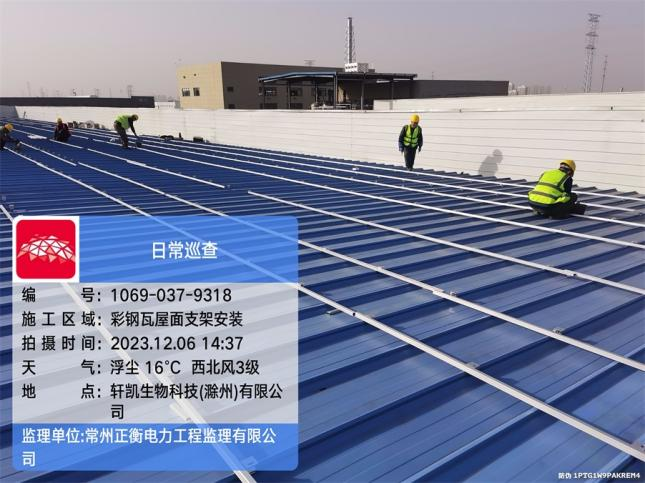 日常巡查
编 号：1069-037-9318
施工区域：彩钢瓦屋面支架安装
拍摄时间：2023.12.06 14:37
天 气：浮尘 16℃ 西北风3级
地 点：轩凯生物科技(滁州)有限公
司
监理单位:常州正衡电力工程监理有限公
司
防伪 1PTG1W9PAKREM4